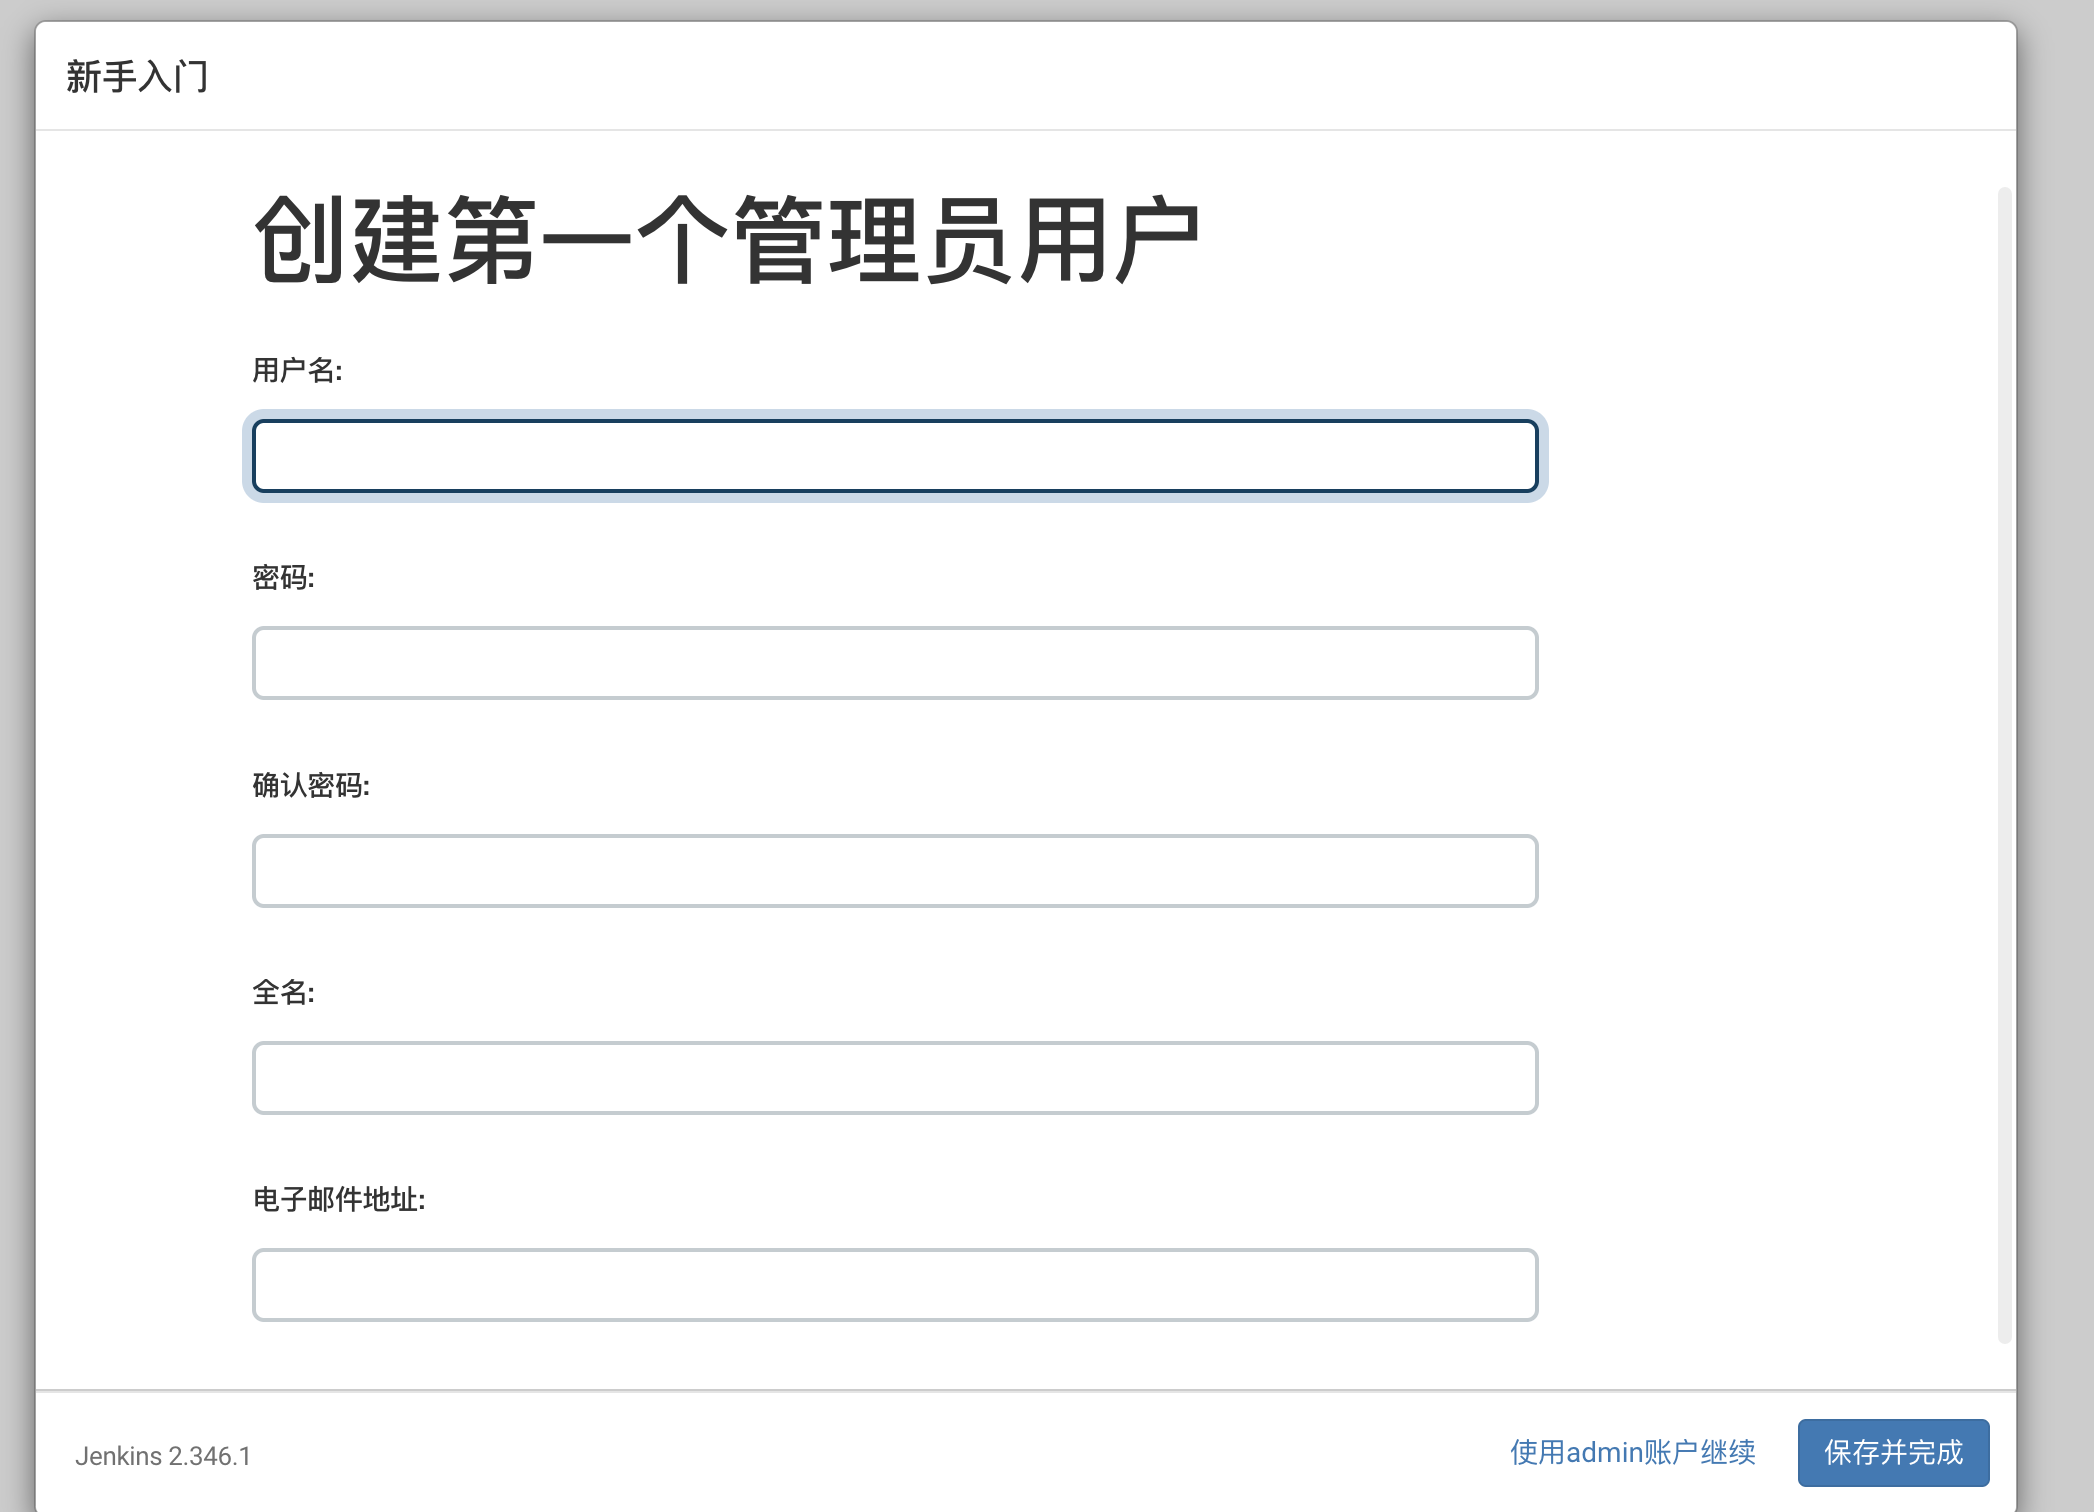 新手入门
创建第一个管理员用户
用户名:
密码:
确认密码:
全名:
电子邮件地址:
Jenkins 2.346.1
使用admin账户继续
保存并完成